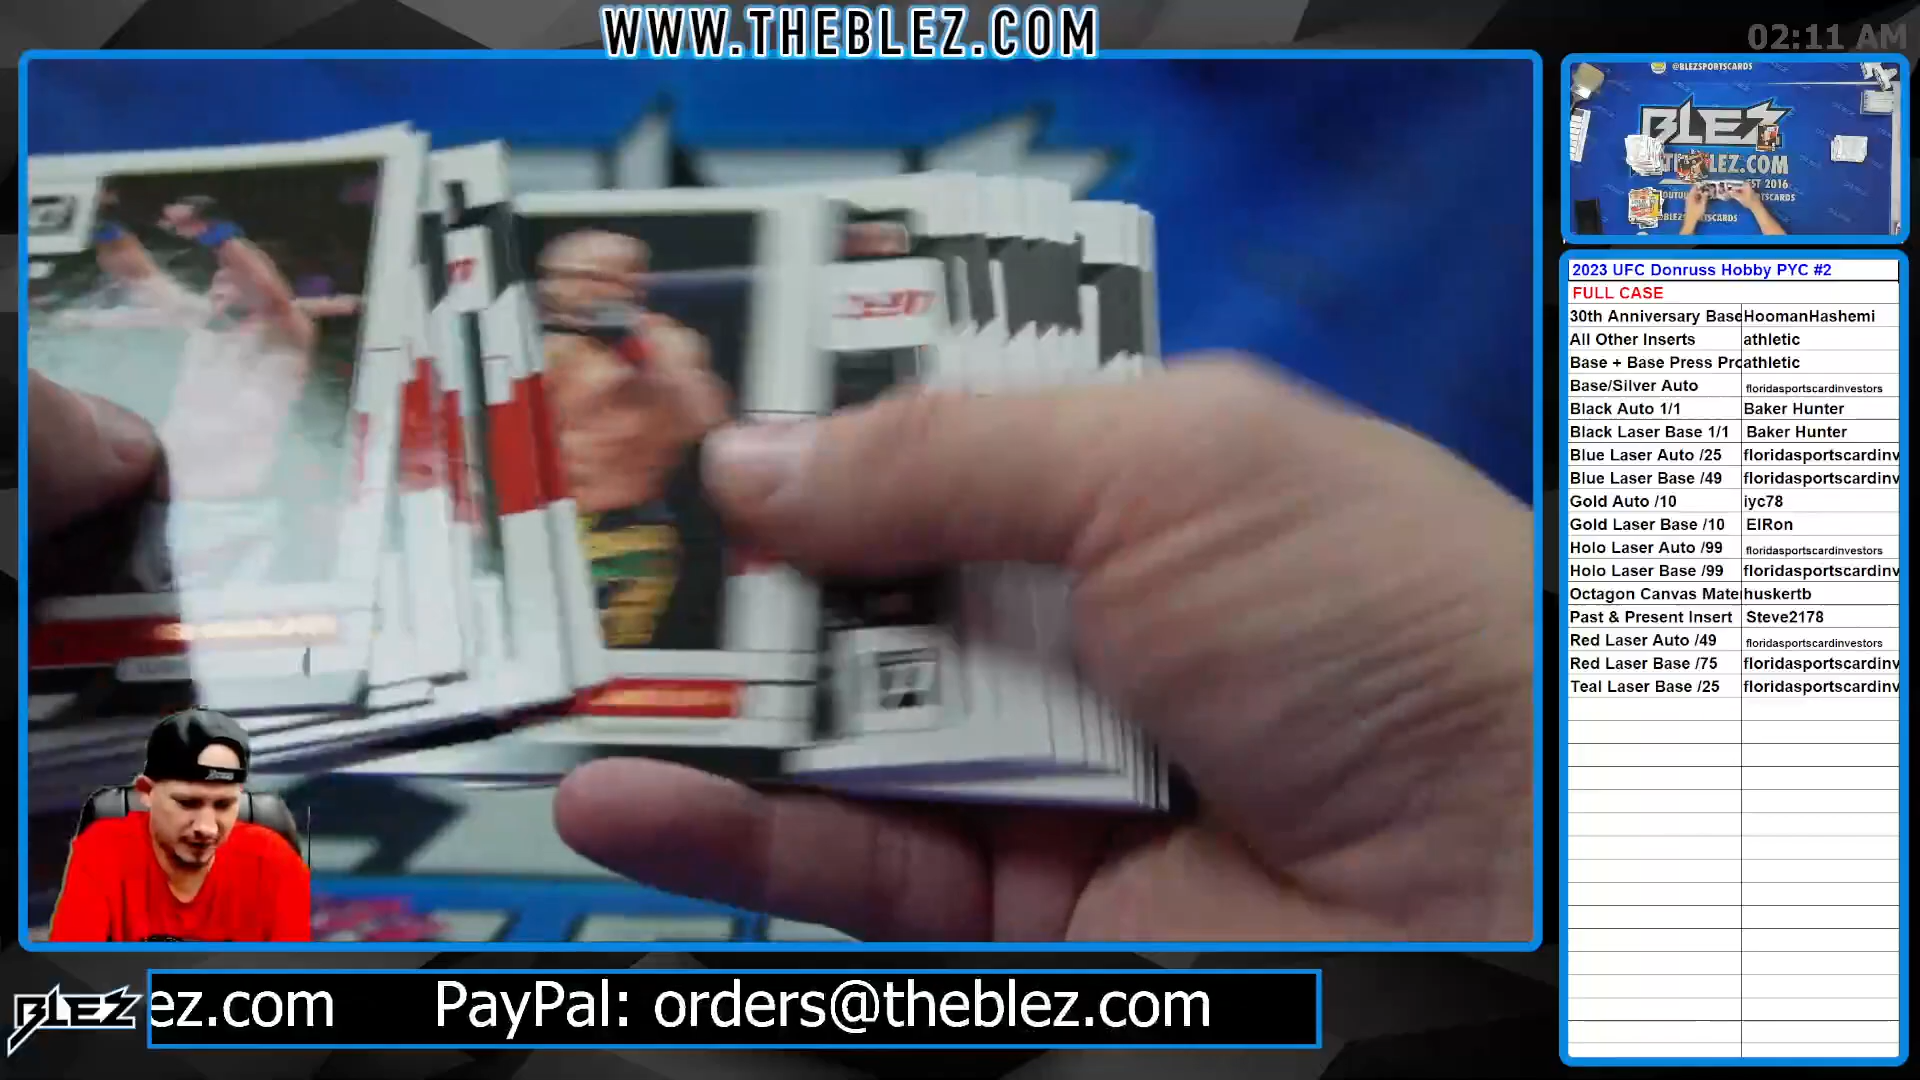 WWW.THEBLEZ.COM
02:11 AM
@BLEZSPORTSCARDS
BLEZ
EST 2016
2023 UFC Donruss Hobby PYC #2
FULL CASE
30th Anniversary Base HoomanHashemi
All Other Inserts athletic
Base + Base Press Pro athletic
Base/Silver Auto floridasportscardinvestors
Black Auto 1/1 Baker Hunter
Black Laser Base 1/1 Baker Hunter
Blue Laser Auto /25 floridasportscardinv
Blue Laser Base /49 floridasportscardinv
Gold Auto /10 iyc78
Gold Laser Base /10 ElRon
Holo Laser Auto /99 floridasportscardinvestors
Holo Laser Base /99 floridasportscardinv
Octagon Canvas Mater huskertb
Past & Present Insert Steve2178
Red Laser Auto /49 floridasportscardinvestors
Red Laser Base /75 floridasportscardinv
Teal Laser Base /25 floridasportscardinv
BLEZ
ez.com PayPal: orders@theblez.com